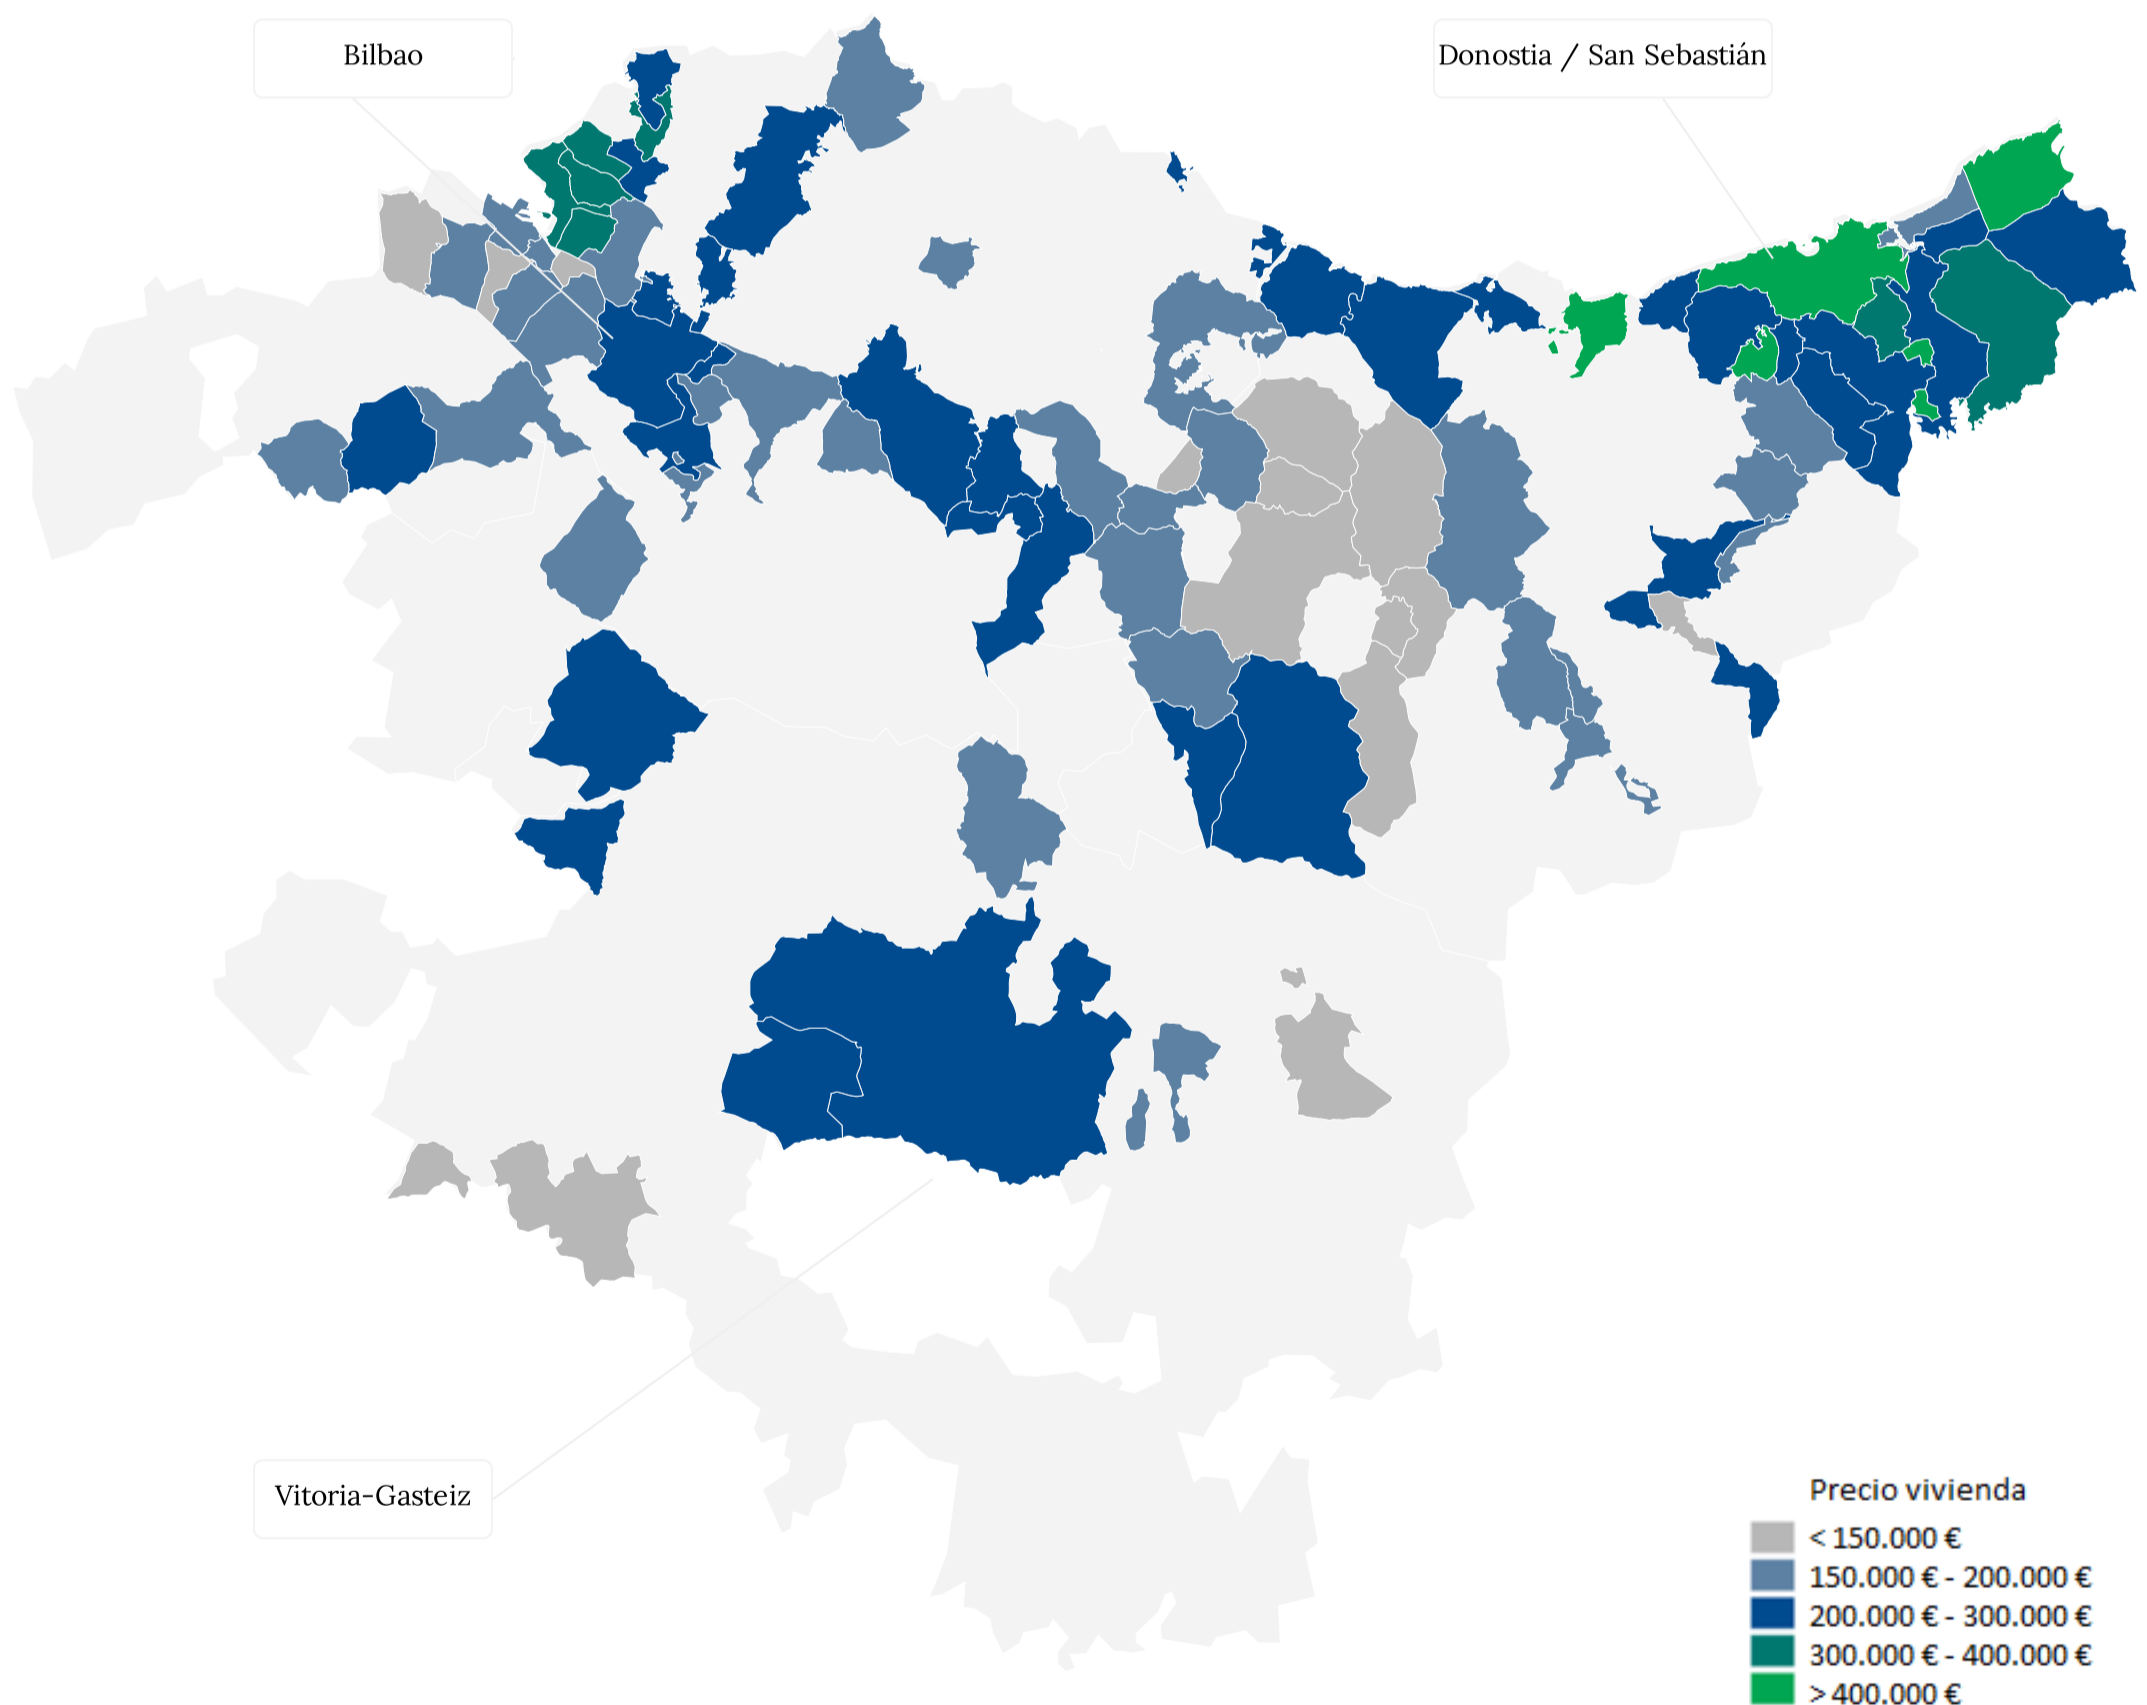 Bilbao
Donostia / San Sebastián
Vitoria-Gasteiz
Precio vivienda
< 150.000 €
150.000 € - 200.000 €
200.000 € - 300.000 €
300.000 € - 400.000 €
> 400.000 €